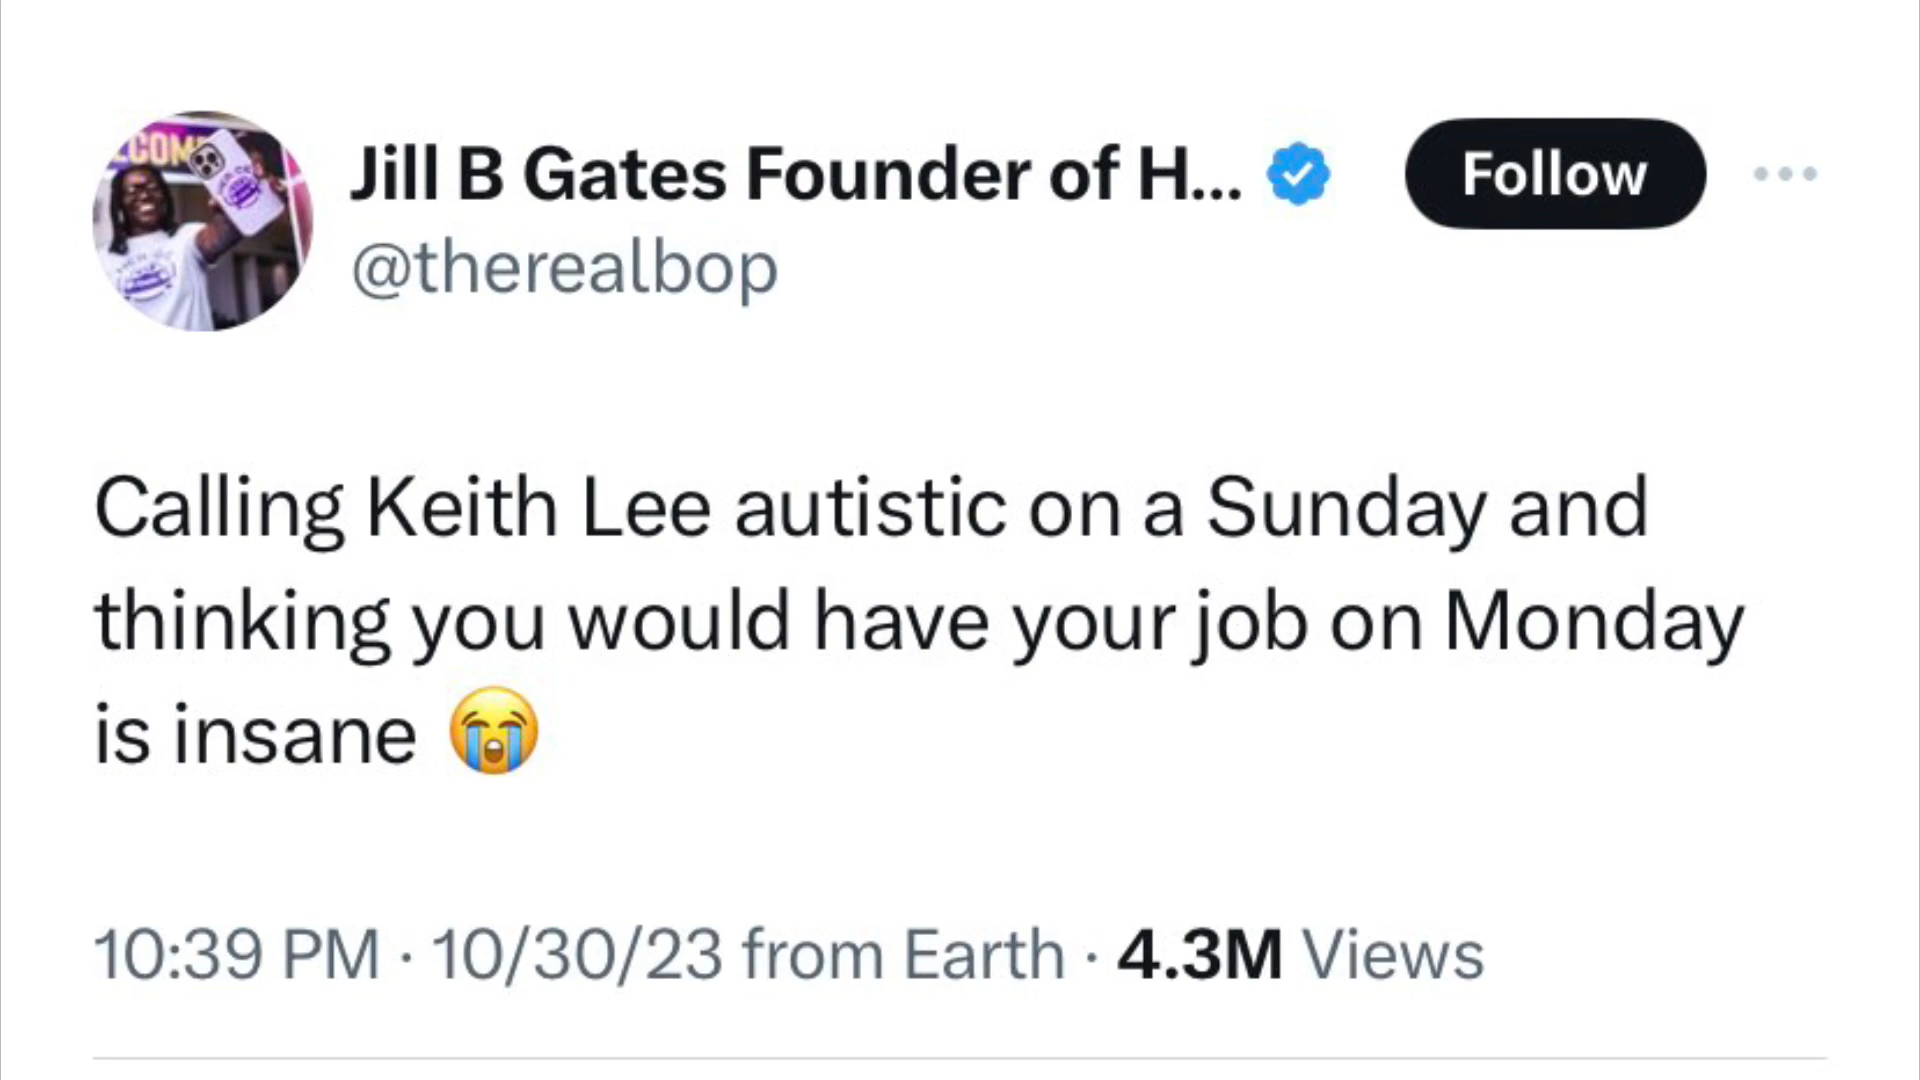 LCOM
Jill B Gates Founder of H...
Follow
@therealbop
Calling Keith Lee autistic on a Sunday and
thinking you would have your job on Monday
is insane 😭
10:39 PM · 10/30/23 from Earth · 4.3M Views